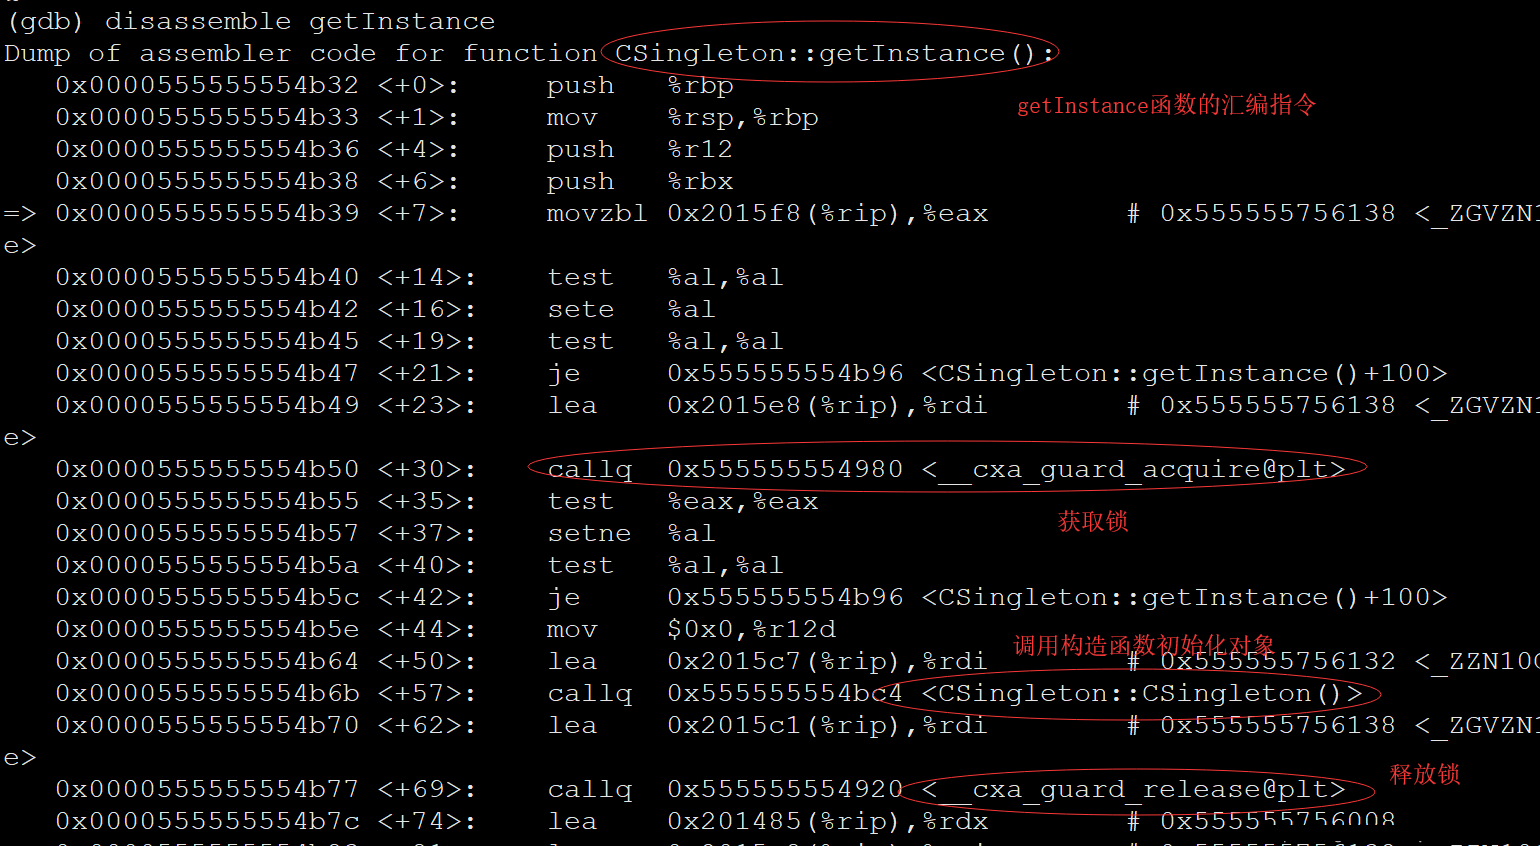 (gdb) disassemble getInstance
Dump of assembler code for function CSingleton::getInstance():
0x0000555555554b32 <+0>: push %rbp
getInstance函数的汇编指令
0x0000555555554b33 <+1>: mov %rsp,%rbp
0x0000555555554b36 <+4>: push %r12
0x0000555555554b38 <+6>: push %rbx
=> 0x0000555555554b39 <+7>: movzbl 0x2015f8(%rip),%eax # 0x555555756138 <_ZGVZN1
e>
0x0000555555554b40 <+14>: test %al,%al
0x0000555555554b42 <+16>: sete %al
0x0000555555554b45 <+19>: test %al,%al
0x0000555555554b47 <+21>: je 0x555555554b96 <CSingleton::getInstance()+100>
0x0000555555554b49 <+23>: lea 0x2015e8(%rip),%rdi # 0x555555756138 <_ZGVZN1
e>
0x0000555555554b50 <+30>: callq 0x555555554980 <__cxa_guard_acquire@plt>
0x0000555555554b55 <+35>: test %eax,%eax
获取锁
0x0000555555554b57 <+37>: setne %al
0x0000555555554b5a <+40>: test %al,%al
0x0000555555554b5c <+42>: je 0x555555554b96 <CSingleton::getInstance()+100>
0x0000555555554b5e <+44>: mov $0x0,%r12d
调用构造函数初始化对象
0x0000555555554b64 <+50>: lea 0x2015c7(%rip),%rdi # 0x555555756132 <_ZZN10C
0x0000555555554b6b <+57>: callq 0x555555554bc4 <CSingleton::CSingleton()>
0x0000555555554b70 <+62>: lea 0x2015c1(%rip),%rdi # 0x555555756138 <_ZGVZN1
e>
释放锁
0x0000555555554b77 <+69>: callq 0x555555554920 <__cxa_guard_release@plt>
0x0000555555554b7c <+74>: lea 0x201485(%rip),%rdx # 0x555555756008